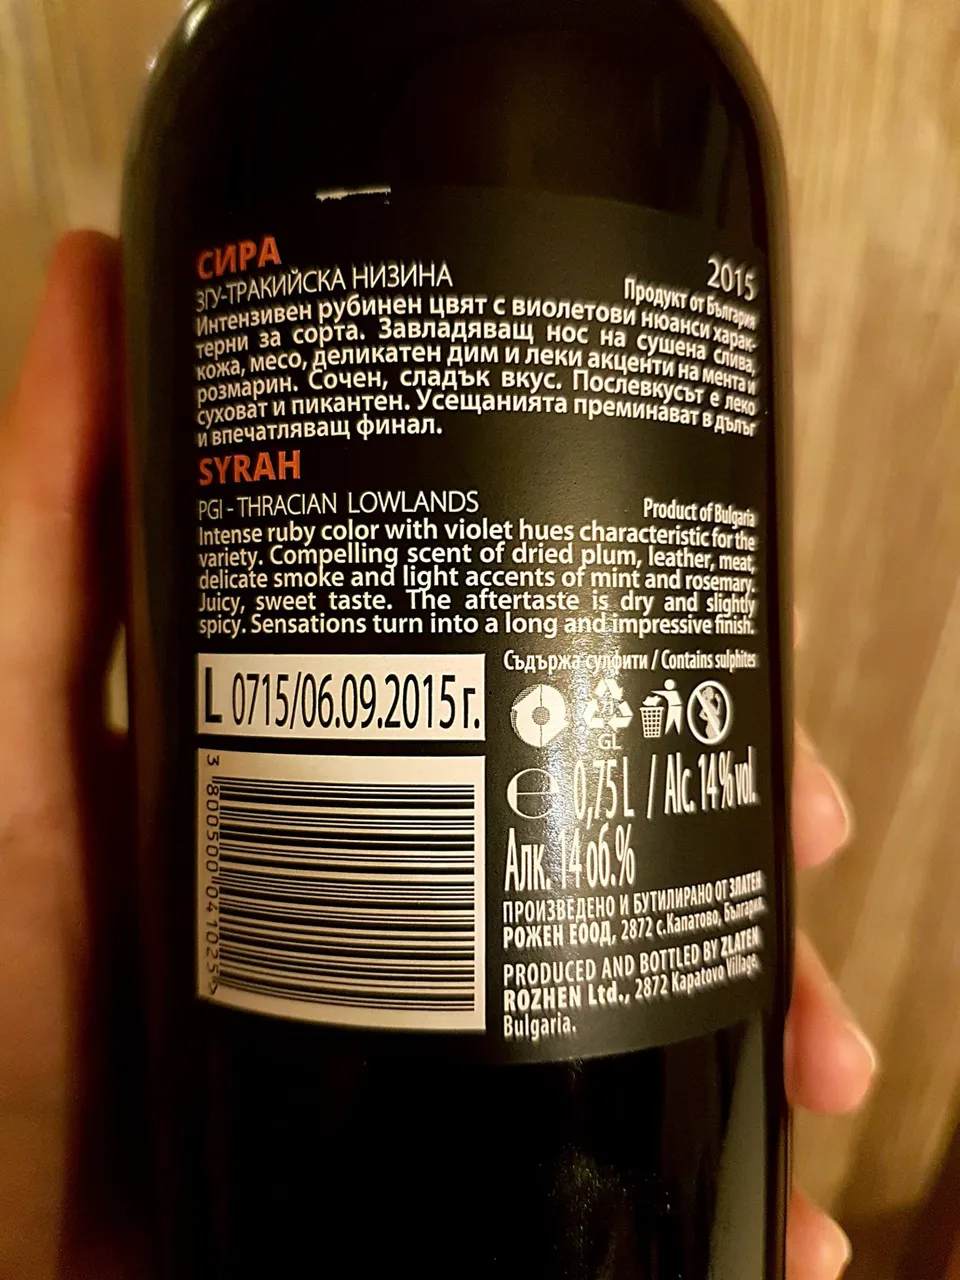 СИРА
2015
ЗГУ-ТРАКИЙСКА НИЗИНА
Продукт от България
Интензивен рубинен цвят с виолетови нюанси харак-
терни за сорта. Завладяващ нос на сушена слива,
кожа, месо, деликатен дим и леки акценти на мента и
розмарин. Сочен, сладък вкус. Послевкусът е леко
суховат и пикантен. Усещанията преминават в дълъг
и впечатляващ финал.
SYRAH
PGI - THRACIAN LOWLANDS
Product of Bulgaria
Intense ruby color with violet hues characteristic for the
variety. Compelling scent of dried plum, leather, meat,
delicate smoke and light accents of mint and rosemary.
Juicy, sweet taste. The aftertaste is dry and slightly
spicy. Sensations turn into a long and impressive finish.
L 0715/06.09.2015г.
Съдържа сулфити / Contains sulphites
GL
e 0,75 L / Alc. 14 % vol.
Алк. 14 об.%
ПРОИЗВЕДЕНО И БУТИЛИРАНО ОТ ЗЛАТЕН
РОЖЕН ЕООД, 2872 с.Капатово, България.
PRODUCED AND BOTTLED BY ZLATEN
ROZHEN Ltd., 2872 Kapatovo Village,
Bulgaria.
3 800500 041025 >